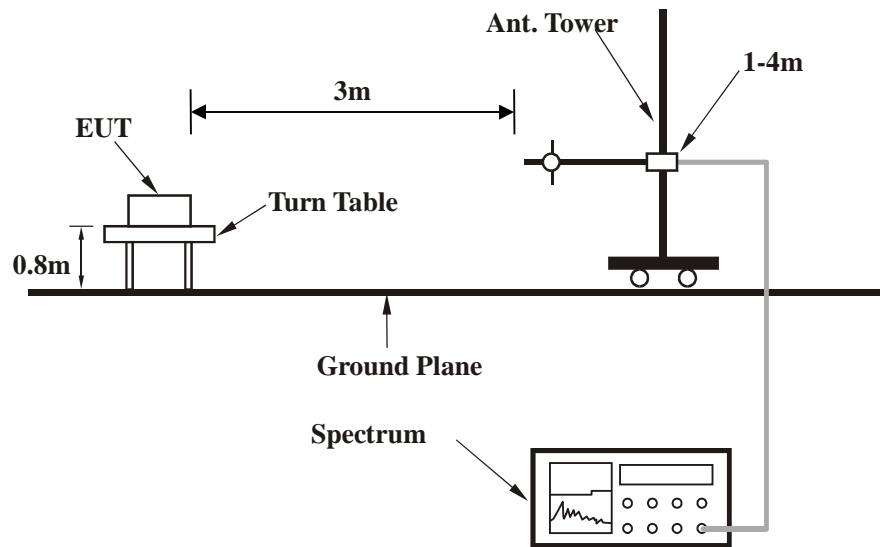 Ant. Tower
1-4m
3m
EUT
Turn Table
0.8m
Ground Plane
Spectrum